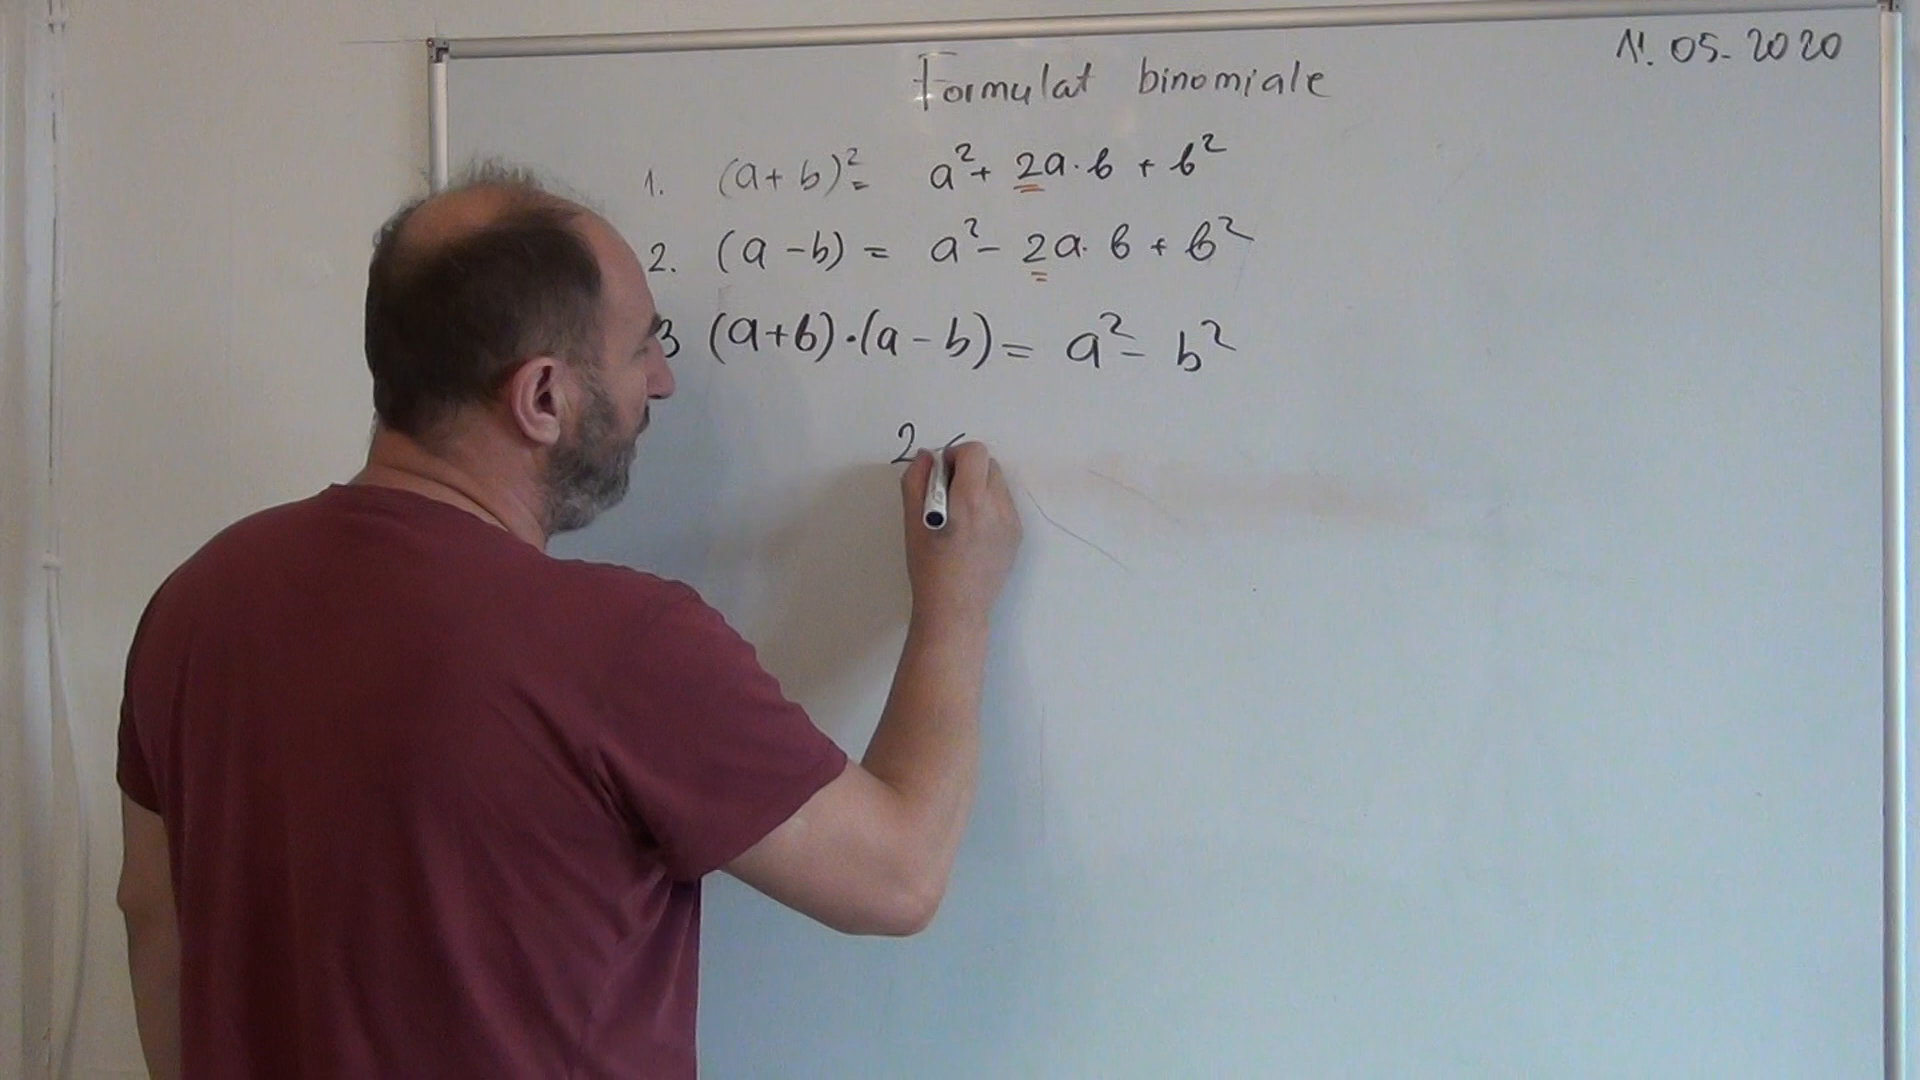 11. 05. 2020
Formulat binomiale
1. (a+b)²= a²+ 2a·b + b²
2. (a-b) = a²- 2a·b + b²
3 (a+b)·(a-b)= a²- b²
2